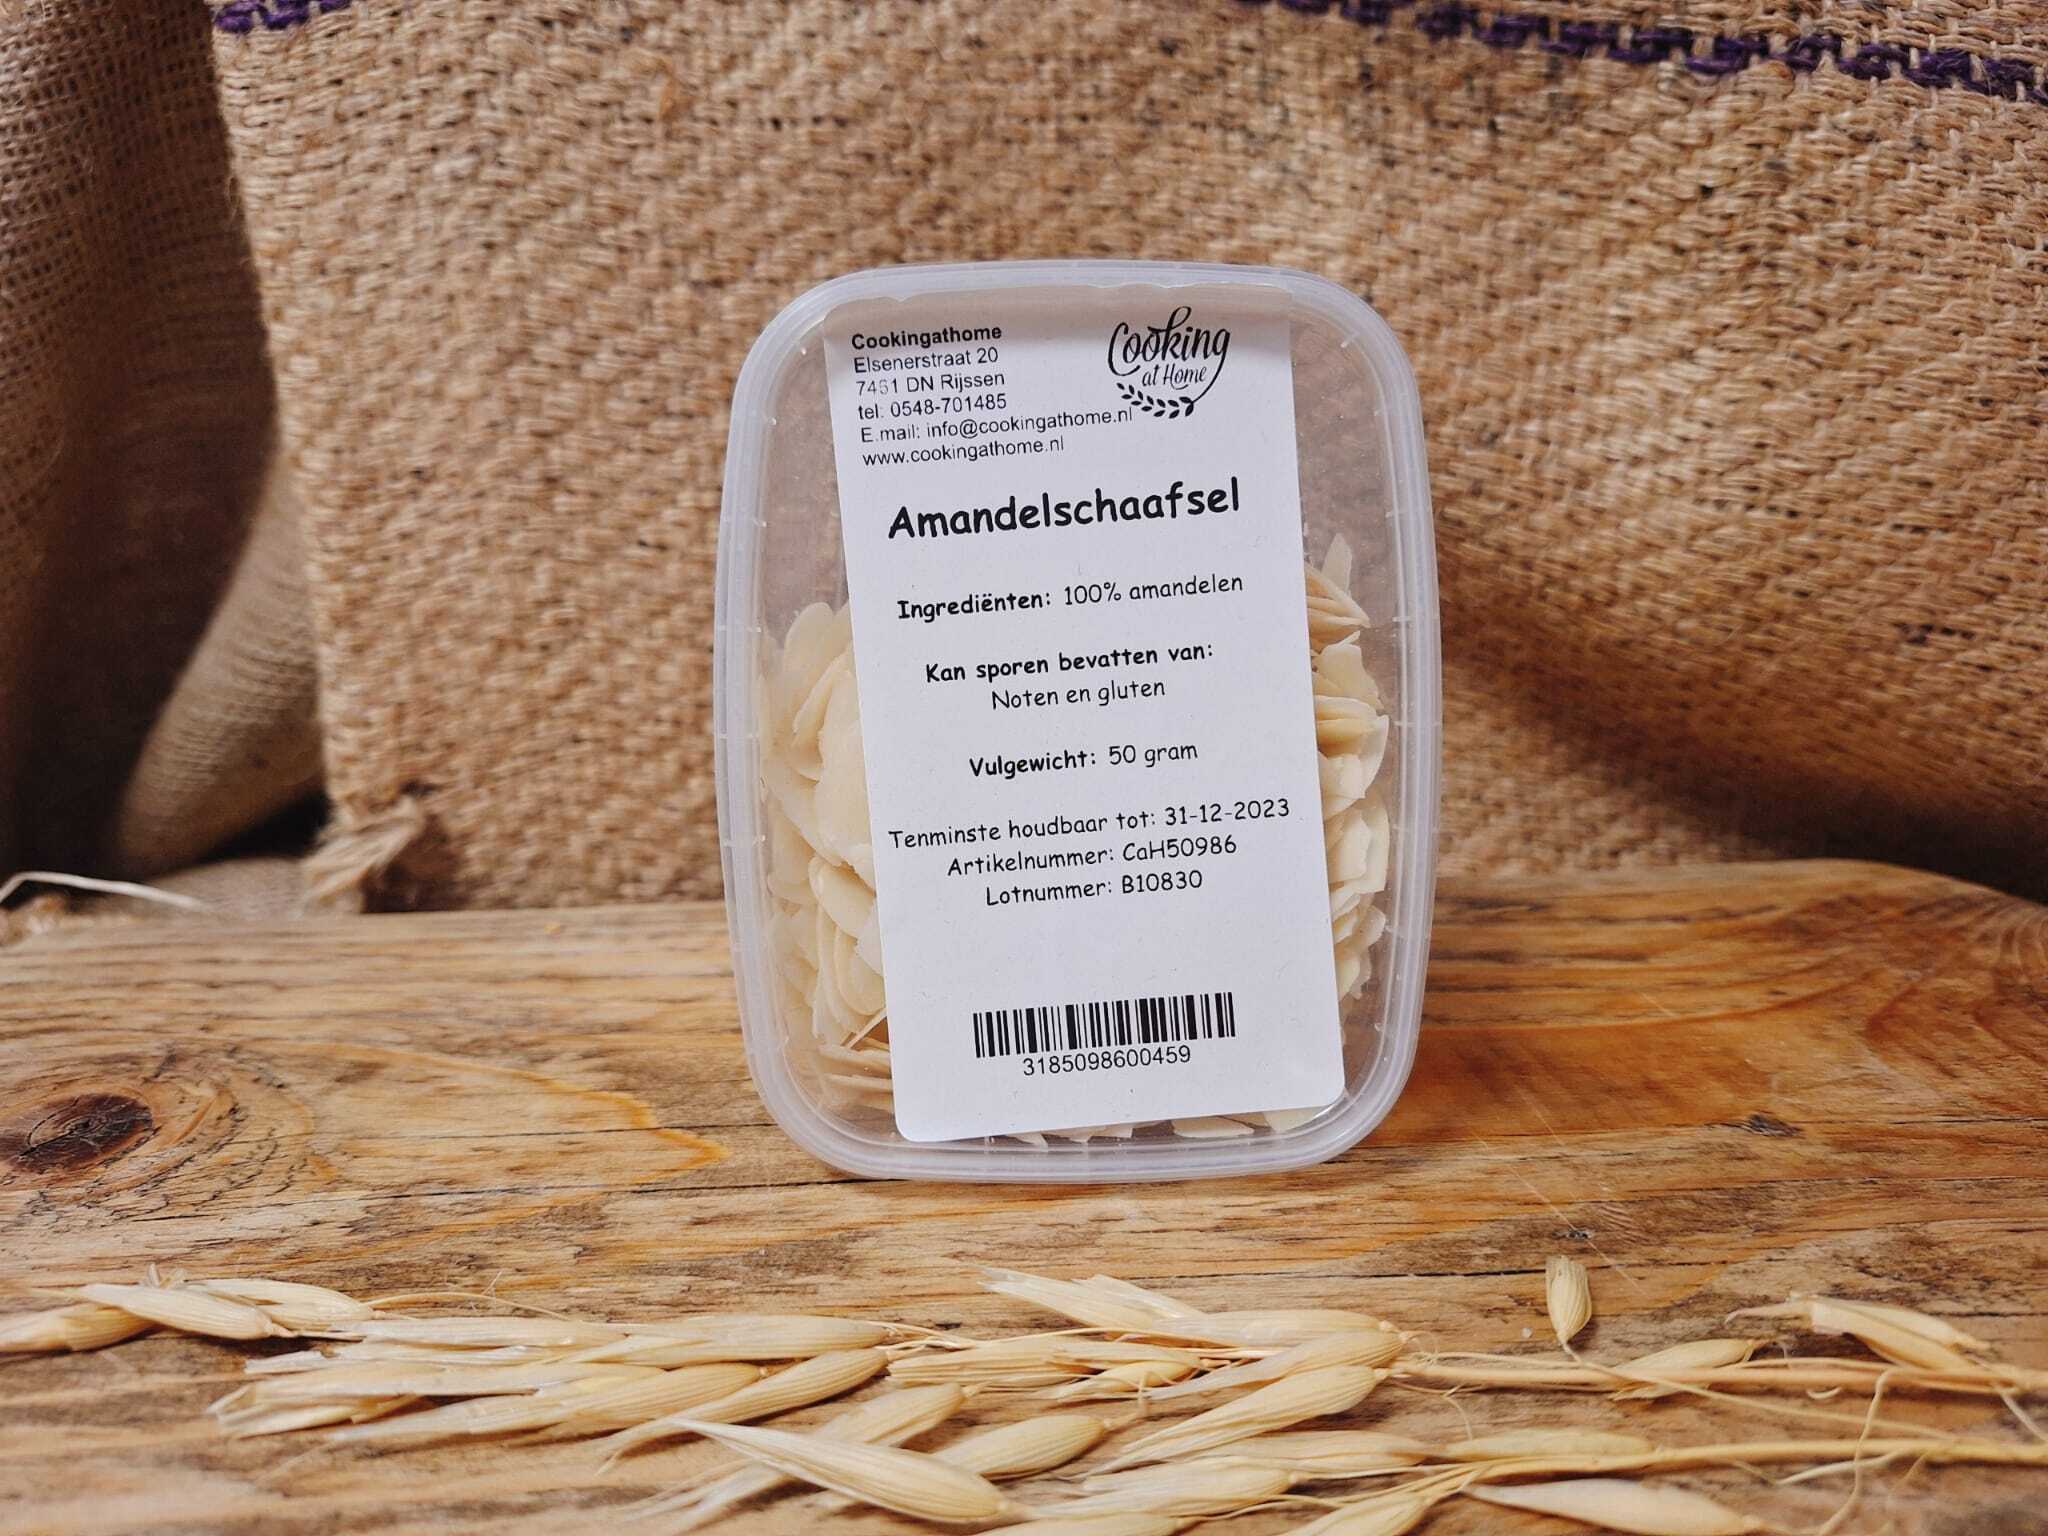 Cookingathome
Elsenerstraat 20
7461 DN Rijssen
tel: 0548-701485
E.mail: info@cookingathome.nl
www.cookingathome.nl
Cooking
at Home
Amandelschaafsel
Ingrediënten: 100% amandelen
Kan sporen bevatten van:
Noten en gluten
Vulgewicht: 50 gram
Tenminste houdbaar tot: 31-12-2023
Artikelnummer: CaH50986
Lotnummer: B10830
3185098600459